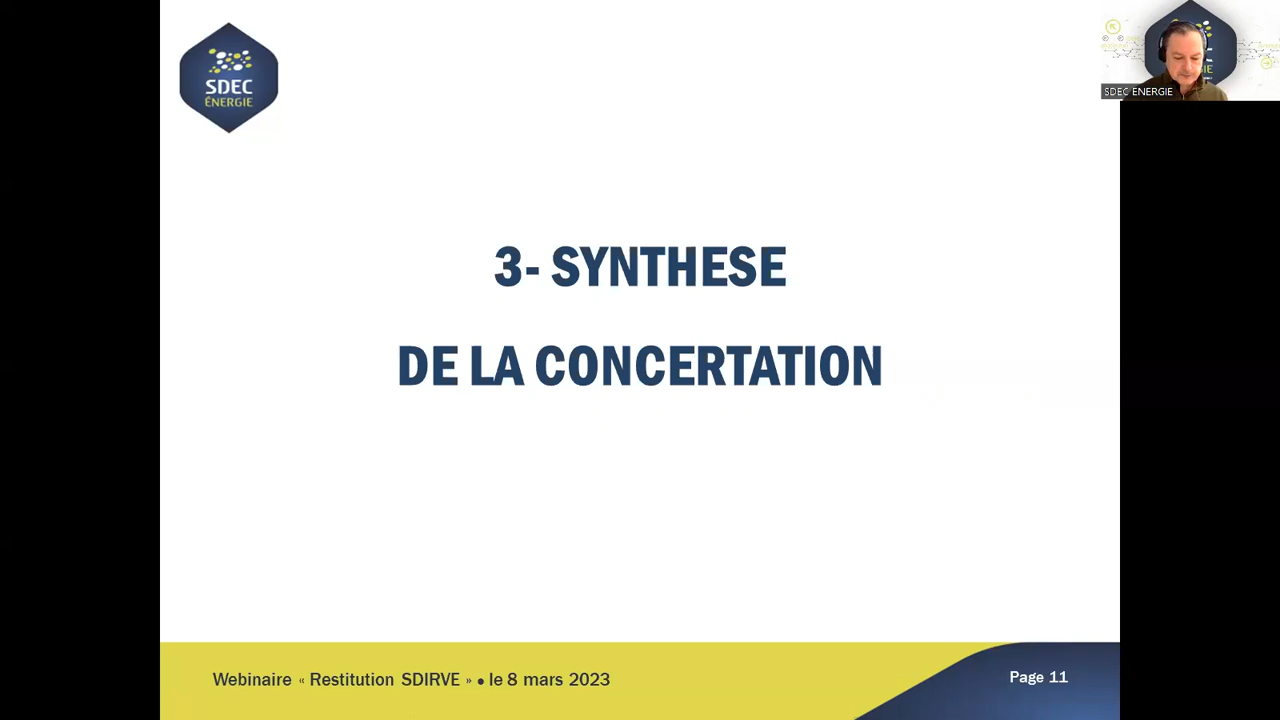 SDEC
ÉNERGIE
SDEC ENERGIE
3- SYNTHESE
DE LA CONCERTATION
Webinaire « Restitution SDIRVE » • le 8 mars 2023
Page 11